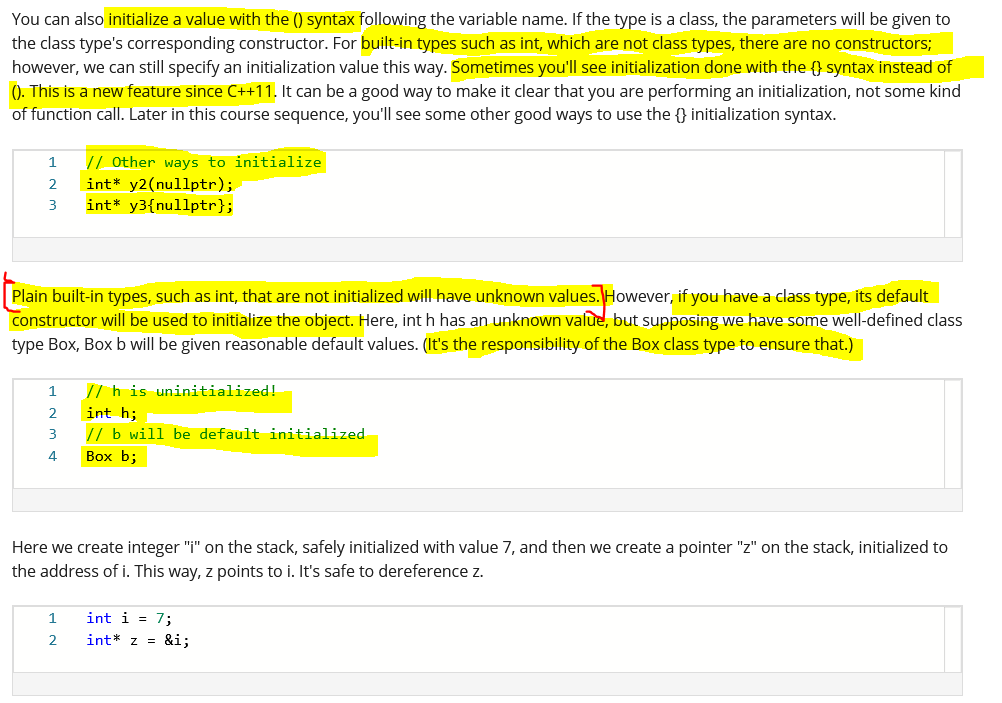 You can also initialize a value with the () syntax following the variable name. If the type is a class, the parameters will be given to
the class type's corresponding constructor. For built-in types such as int, which are not class types, there are no constructors;
however, we can still specify an initialization value this way. Sometimes you'll see initialization done with the {} syntax instead of
(). This is a new feature since C++11. It can be a good way to make it clear that you are performing an initialization, not some kind
of function call. Later in this course sequence, you'll see some other good ways to use the {} initialization syntax.
1 // Other ways to initialize
2 int* y2(nullptr);
3 int* y3{nullptr};
Plain built-in types, such as int, that are not initialized will have unknown values. However, if you have a class type, its default
constructor will be used to initialize the object. Here, int h has an unknown value, but supposing we have some well-defined class
type Box, Box b will be given reasonable default values. (It's the responsibility of the Box class type to ensure that.)
1 // h is uninitialized!
2 int h;
3 // b will be default initialized
4 Box b;
Here we create integer "i" on the stack, safely initialized with value 7, and then we create a pointer "z" on the stack, initialized to
the address of i. This way, z points to i. It's safe to dereference z.
1 int i = 7;
2 int* z = &i;